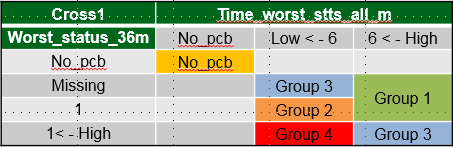 Cross1 Time_worst_stts_all_m
Worst_status_36m No_pcb Low < - 6 6 < - High
No_pcb No_pcb
Missing Group 3 Group 1
1 Group 2
1< - High Group 4 Group 3